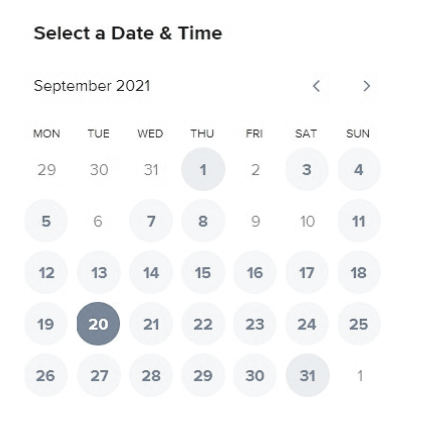 Select a Date & Time
September 2021
MON TUE WED THU FRI SAT SUN
29 30 31 1 2 3 4
5 6 7 8 9 10 11
12 13 14 15 16 17 18
19 20 21 22 23 24 25
26 27 28 29 30 31 1